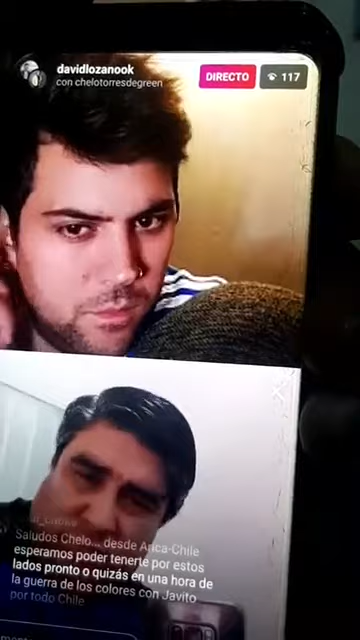 davidlozanook
con chelotorresdegreen
DIRECTO
117
Saludos Chelo... desde Arica-Chile
esperamos poder tenerte por estos
lados pronto o quizás en una hora de
la guerra de los colores con Javito
por todo Chile